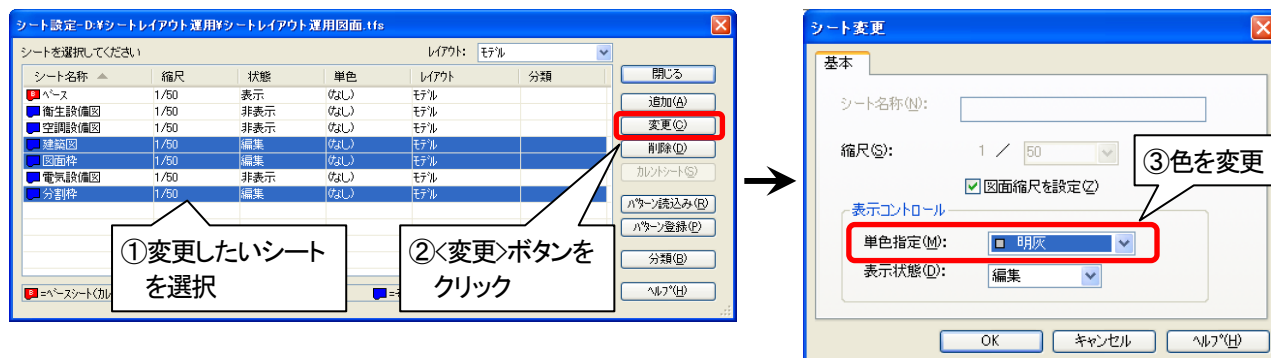 シート設定-D:¥シートレイアウト運用¥シートレイアウト運用図面.tfs
シートを選択してください
レイアウト: モデル
シート名称 縮尺 状態 単色 レイアウト 分類
ベース 1/50 表示 (なし) モデル
衛生設備図 1/50 非表示 (なし) モデル
空調設備図 1/50 非表示 (なし) モデル
建築図 1/50 編集 (なし) モデル
図面枠 1/50 編集 (なし) モデル
電気設備図 1/50 非表示 (なし) モデル
分割枠 1/50 編集 (なし) モデル
閉じる
追加(A)
変更(C)
削除(D)
カレントシート(S)
パターン読込み(R)
パターン登録(P)
分類(B)
ヘルプ(H)
①変更したいシート
を選択
②<変更>ボタンを
クリック
B=ベースシート(カレ
シート変更
基本
シート名称(N):
縮尺(S): 1 / 50
図面縮尺を設定(Z)
③色を変更
表示コントロール
単色指定(M): 明灰
表示状態(D): 編集
OK キャンセル ヘルプ(H)